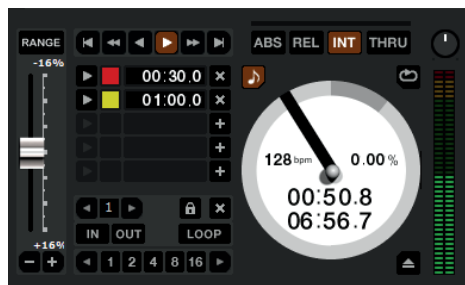 RANGE ABS REL INT THRU
-16%
00:30.0
01:00.0
128 bpm 0.00 %
00:50.8
06:56.7
1
IN OUT LOOP
+16%
1 2 4 8 16